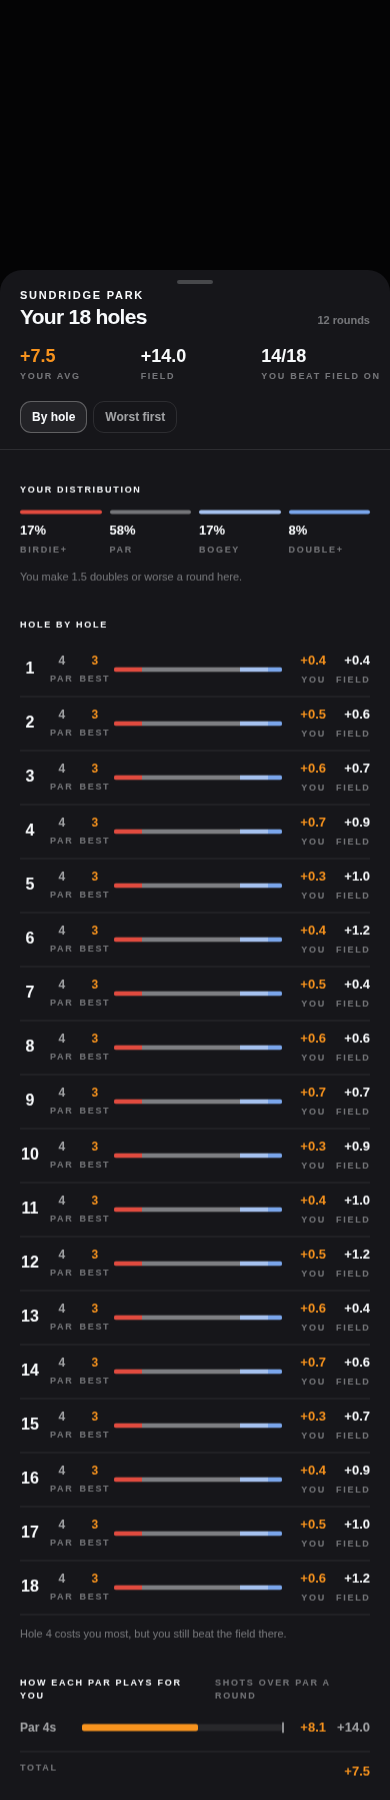 SUNDRIDGE PARK
Your 18 holes 12 rounds
+7.5 +14.0 14/18
YOUR AVG FIELD YOU BEAT FIELD ON
By hole Worst first
YOUR DISTRIBUTION
17% 58% 17% 8%
BIRDIE+ PAR BOGEY DOUBLE+
You make 1.5 doubles or worse a round here.
HOLE BY HOLE
1 4 3 +0.4 +0.4
PAR BEST YOU FIELD
2 4 3 +0.5 +0.6
PAR BEST YOU FIELD
3 4 3 +0.6 +0.7
PAR BEST YOU FIELD
4 4 3 +0.7 +0.9
PAR BEST YOU FIELD
5 4 3 +0.3 +1.0
PAR BEST YOU FIELD
6 4 3 +0.4 +1.2
PAR BEST YOU FIELD
7 4 3 +0.5 +0.4
PAR BEST YOU FIELD
8 4 3 +0.6 +0.6
PAR BEST YOU FIELD
9 4 3 +0.7 +0.7
PAR BEST YOU FIELD
10 4 3 +0.3 +0.9
PAR BEST YOU FIELD
11 4 3 +0.4 +1.0
PAR BEST YOU FIELD
12 4 3 +0.5 +1.2
PAR BEST YOU FIELD
13 4 3 +0.6 +0.4
PAR BEST YOU FIELD
14 4 3 +0.7 +0.6
PAR BEST YOU FIELD
15 4 3 +0.3 +0.7
PAR BEST YOU FIELD
16 4 3 +0.4 +0.9
PAR BEST YOU FIELD
17 4 3 +0.5 +1.0
PAR BEST YOU FIELD
18 4 3 +0.6 +1.2
PAR BEST YOU FIELD
Hole 4 costs you most, but you still beat the field there.
HOW EACH PAR PLAYS FOR YOU
SHOTS OVER PAR A ROUND
Par 4s +8.1 +14.0
TOTAL +7.5